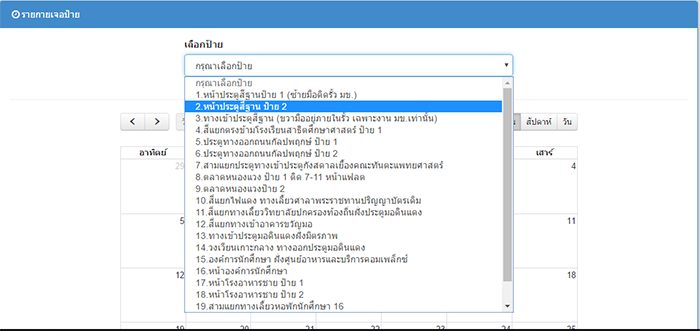 รายกายเจอป้าย
เลือกป้าย
กรุณาเลือกป้าย
กรุณาเลือกป้าย
1.หน้าประตูสีฐานป้าย 1 (ซ้ายมือติดรั้ว มข.)
2.หน้าประตูสีฐาน ป้าย 2
3.ทางเข้าประตูสีฐาน (ขวามืออยู่ภายในรั้ว เฉพาะงาน มข.เท่านั้น)
4.สี่แยกตรงข้ามโรงเรียนสาธิตศึกษาศาสตร์ ป้าย 1
5.ประตูทางออกถนนกัลปพฤกษ์ ป้าย 1
6.ประตูทางออกถนนกัลปพฤกษ์ ป้าย 2
7.สามแยกประตูทางเข้าประตูกังสดาลเยื้องคณะทันตะแพทยศาสตร์
8.ตลาดหนองแวง ป้าย 1 ติด 7-11 หน้าแฟลต
9.ตลาดหนองแวงป้าย 2
10.สี่แยกไฟแดง ทางเลี้ยวศาลาพระราชทานปริญญาบัตรเดิม
11.สี่แยกทางเลี้ยววิทยาลัยปกครองท้องถิ่นฝั่งประตูมอดินแดง
12.สี่แยกทางเข้าอาคารขวัญมอ
13.ทางเข้าประตูมอดินแดงฝั่งมิตรภาพ
14.วงเวียนเกาะกลาง ทางออกประตูมอดินแดง
15.องค์การนักศึกษา ฝั่งศูนย์อาหารและบริการคอมเพล็กซ์
16.หน้าองค์การนักศึกษา
17.หน้าโรงอาหารชาย ป้าย 1
18.หน้าโรงอาหารชาย ป้าย 2
19.สามแยกทางเลี้ยวหอพักนักศึกษา 16
สัปดาห์ วัน
อาทิตย์ เสาร์
29 4
5 11
12 18
19 20 21 22 23 24 25